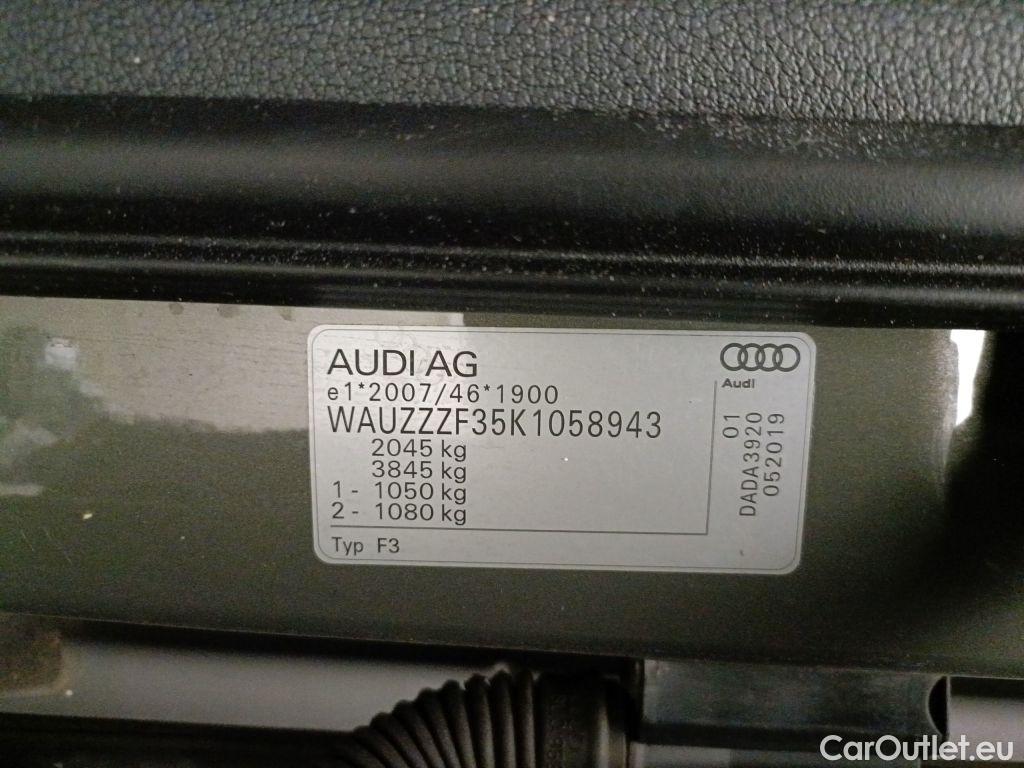 AUDI AG
e1*2007/46*1900
WAUZZZF35K1058943
2045 kg
3845 kg
1 - 1050 kg
2 - 1080 kg
Typ F3
Audi
01
DADA3920
052019
CarOutlet.eu